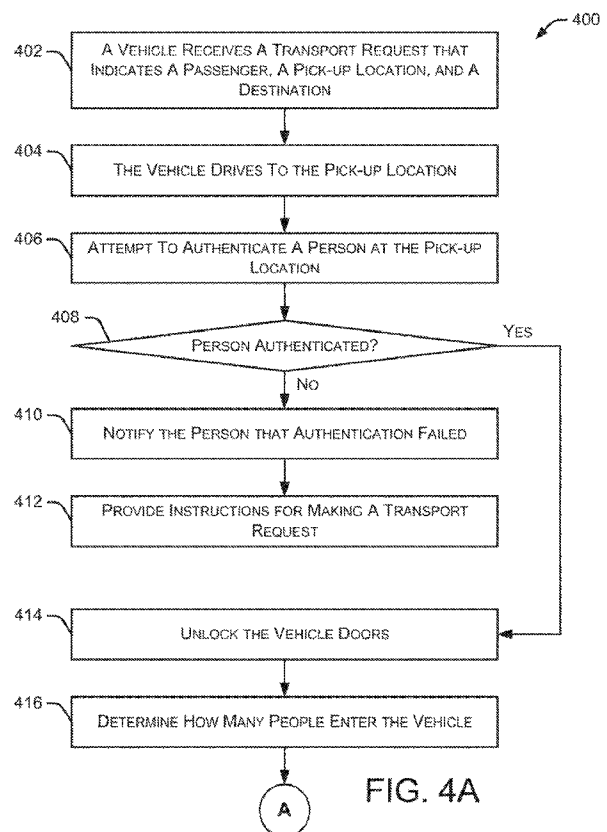 400
402
A VEHICLE RECEIVES A TRANSPORT REQUEST THAT
INDICATES A PASSENGER, A PICK-UP LOCATION, AND A
DESTINATION
404
THE VEHICLE DRIVES TO THE PICK-UP LOCATION
406
ATTEMPT TO AUTHENTICATE A PERSON AT THE PICK-UP
LOCATION
408
PERSON AUTHENTICATED?
YES
NO
410
NOTIFY THE PERSON THAT AUTHENTICATION FAILED
412
PROVIDE INSTRUCTIONS FOR MAKING A TRANSPORT
REQUEST
414
UNLOCK THE VEHICLE DOORS
416
DETERMINE HOW MANY PEOPLE ENTER THE VEHICLE
A
FIG. 4A